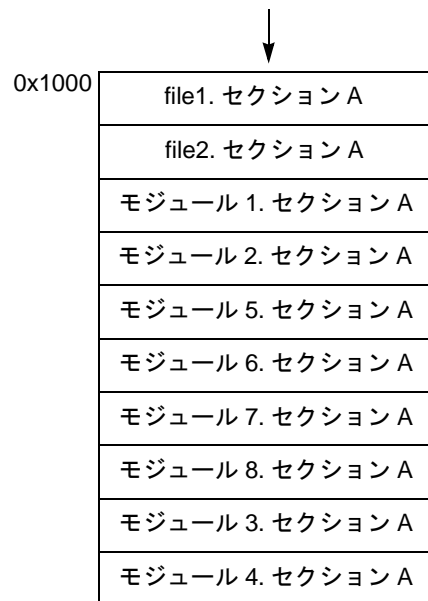 0x1000
file1. セクション A
file2. セクション A
モジュール 1. セクション A
モジュール 2. セクション A
モジュール 5. セクション A
モジュール 6. セクション A
モジュール 7. セクション A
モジュール 8. セクション A
モジュール 3. セクション A
モジュール 4. セクション A